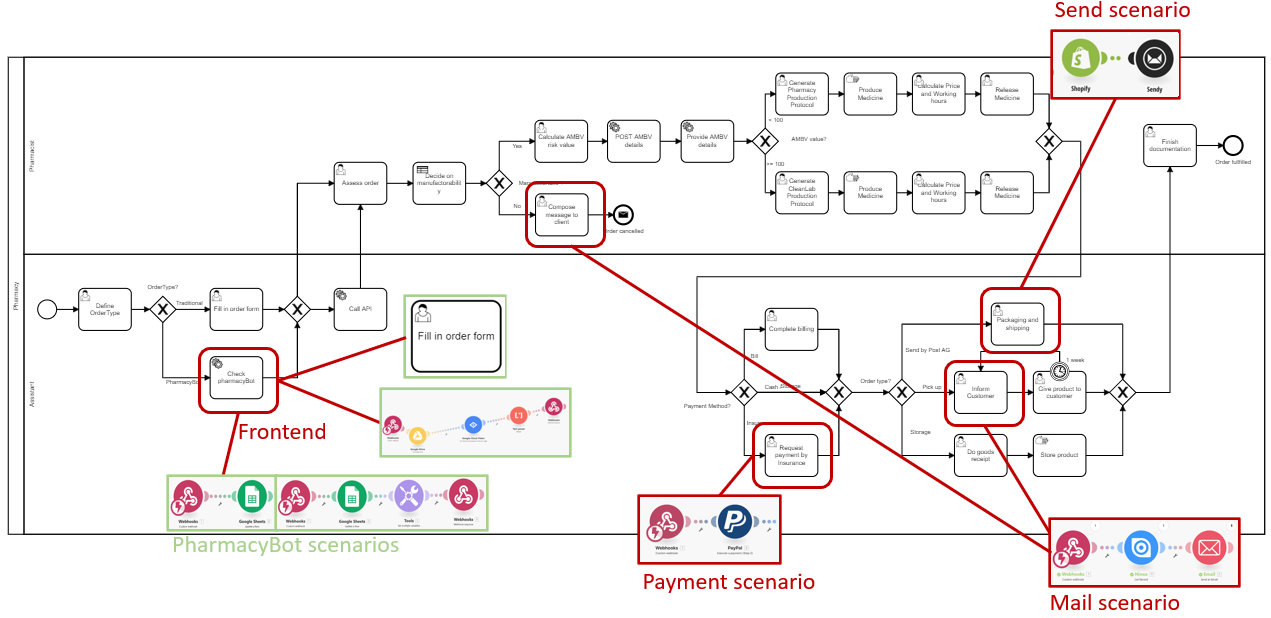 Send scenario
Shopify
Sendy
Pharmacy
Pharmacist
Generate
Pharmacy
Production
Protocol
Produce
Medicine
Calculate Price
and Working
hours
Release
Medicine
< 100
AMBV value?
>= 100
Generate
CleanLab
Production
Protocol
Produce
Medicine
Calculate Price
and Working
hours
Release
Medicine
Finish
documentation
Order fulfilled
Yes
Calculate AMBV
risk value
POST AMBV
details
Provide AMBV
details
Assess order
Decide on
manufactorabilit
y
No
Compose
message to
client
Order cancelled
Assistant
Define
OrderType
OrderType?
Traditional
Fill in order form
Call API
PharmacyBot
Check
pharmacyBot
Fill in order form
Frontend
Webhooks
Google Sheets
Webhooks
Google Sheets
Tools
Webhooks
PharmacyBot scenarios
Payment Method?
Bill
Complete billing
Cash
Request
payment by
Insurance
Order type?
Send by Post AG
Packaging and
shipping
Pick up
Inform
Customer
1 week
Give product to
customer
Storage
Do goods
receipt
Store product
Webhooks
PayPal
Payment scenario
Webhooks
Email
Mail scenario